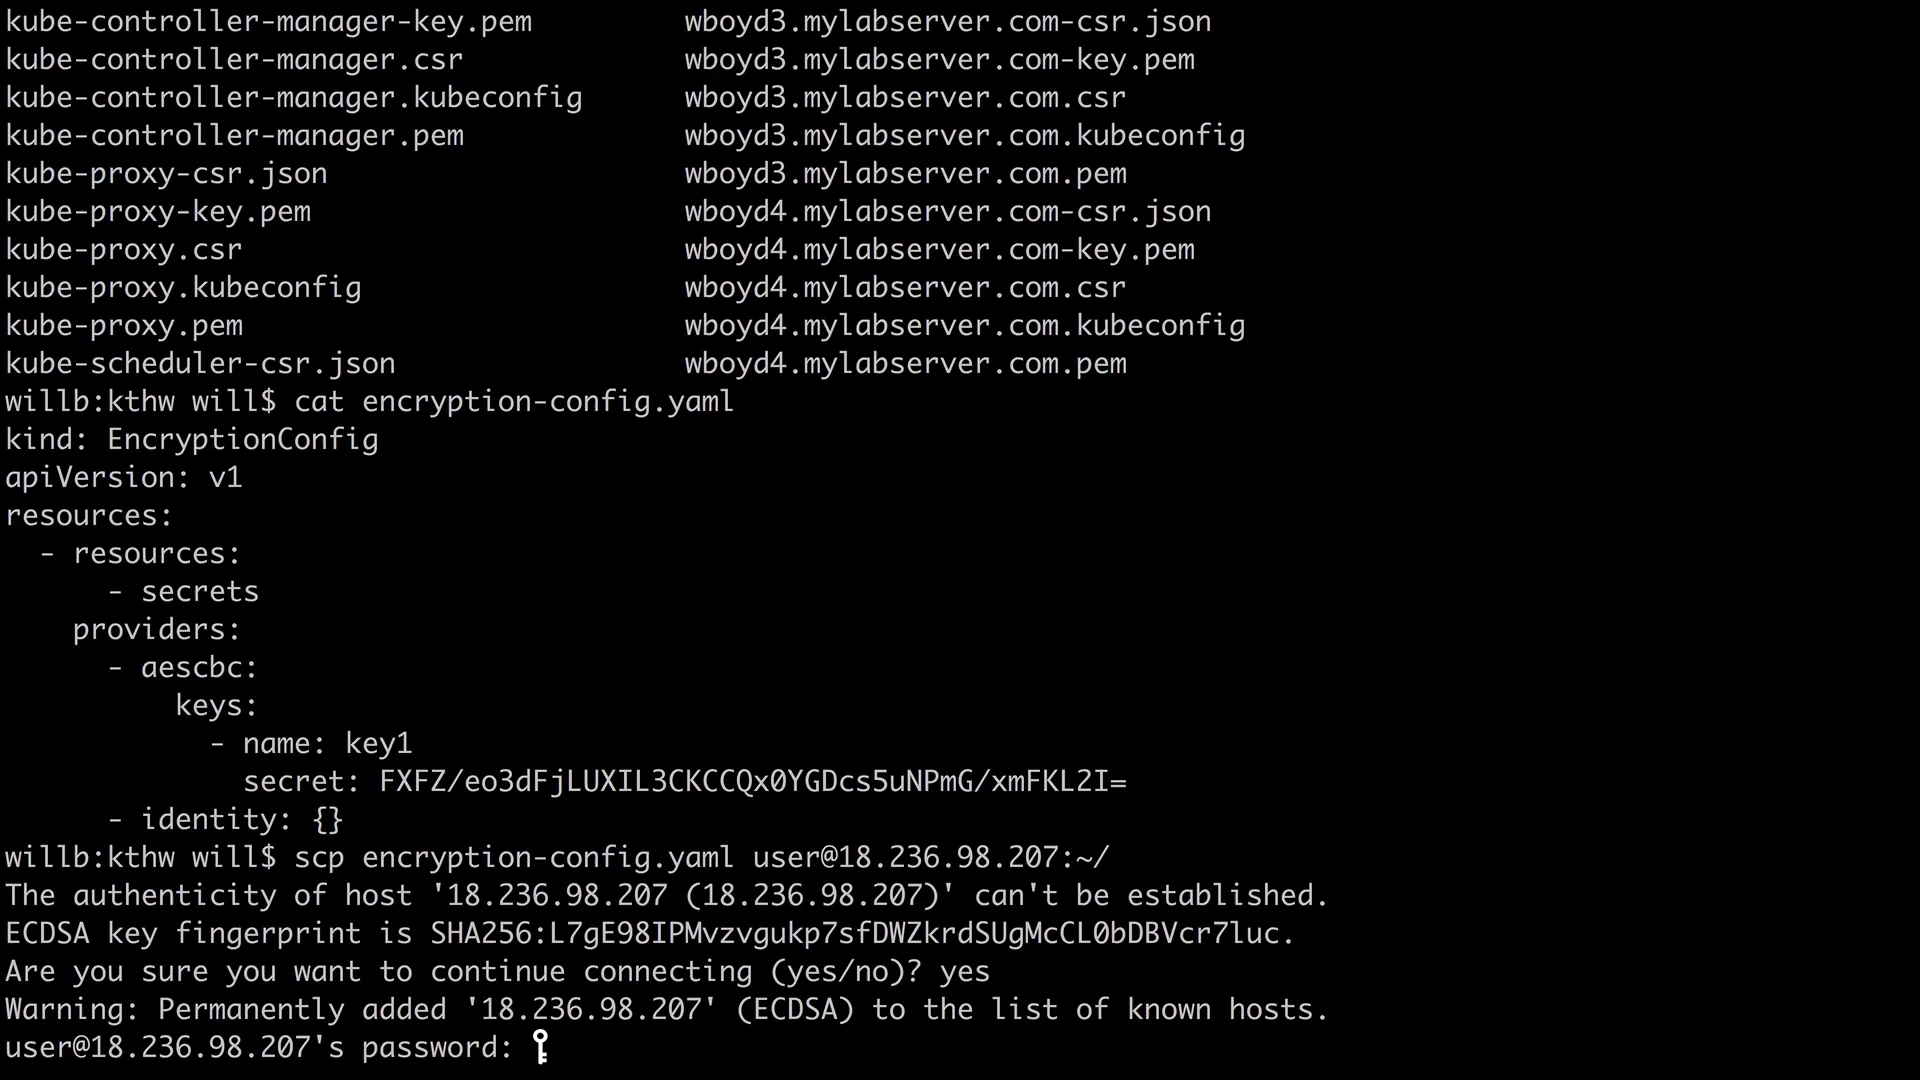 kube-controller-manager-key.pem                    wboyd3.mylabserver.com-csr.json
kube-controller-manager.csr                        wboyd3.mylabserver.com-key.pem
kube-controller-manager.kubeconfig                 wboyd3.mylabserver.com.csr
kube-controller-manager.pem                        wboyd3.mylabserver.com.kubeconfig
kube-proxy-csr.json                                wboyd3.mylabserver.com.pem
kube-proxy-key.pem                                 wboyd4.mylabserver.com-csr.json
kube-proxy.csr                                     wboyd4.mylabserver.com-key.pem
kube-proxy.kubeconfig                              wboyd4.mylabserver.com.csr
kube-proxy.pem                                     wboyd4.mylabserver.com.kubeconfig
kube-scheduler-csr.json                            wboyd4.mylabserver.com.pem
willb:kthw will$ cat encryption-config.yaml
kind: EncryptionConfig
apiVersion: v1
resources:
  - resources:
      - secrets
    providers:
      - aescbc:
          keys:
            - name: key1
              secret: FXFZ/eo3dFjLUXIL3CKCCQx0YGDcs5uNPmG/xmFKL2I=
      - identity: {}
willb:kthw will$ scp encryption-config.yaml user@18.236.98.207:~/
The authenticity of host '18.236.98.207 (18.236.98.207)' can't be established.
ECDSA key fingerprint is SHA256:L7gE98IPMvzvgukp7sfDWZkrdSUgMcCL0bDBVcr7luc.
Are you sure you want to continue connecting (yes/no)? yes
Warning: Permanently added '18.236.98.207' (ECDSA) to the list of known hosts.
user@18.236.98.207's password: